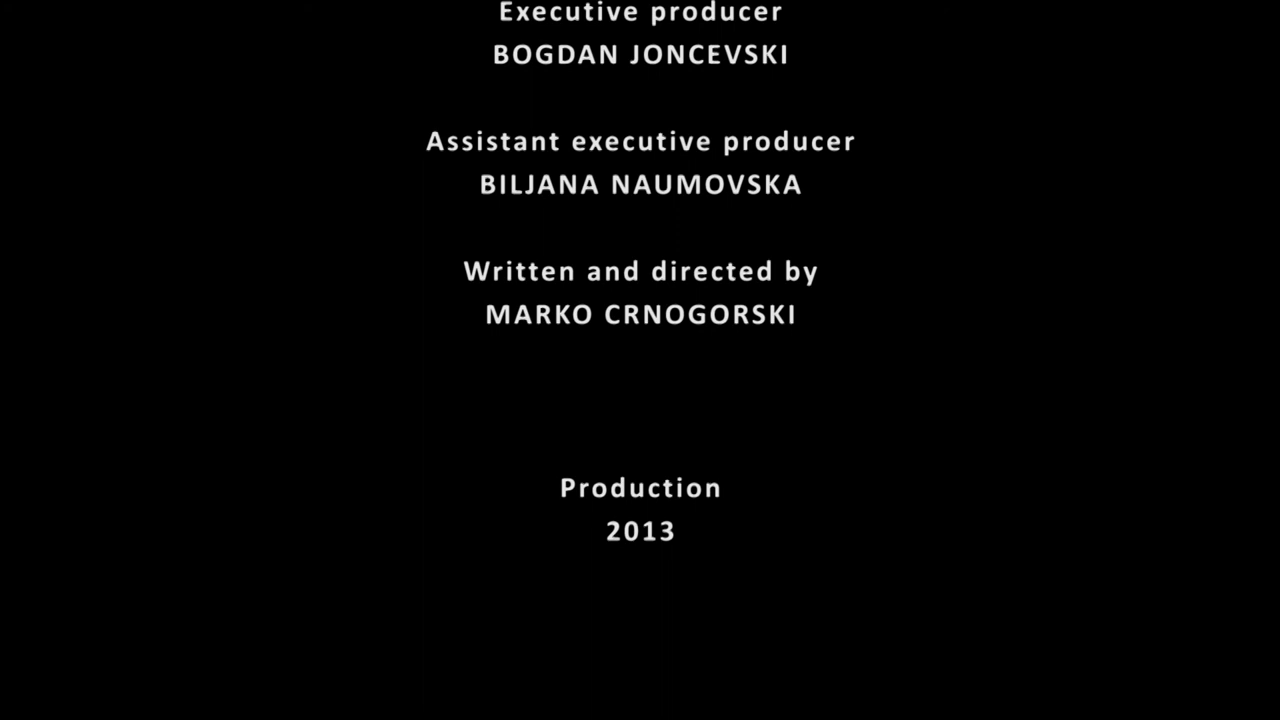 Executive producer
BOGDAN JONCEVSKI
Assistant executive producer
BILJANA NAUMOVSKA
Written and directed by
MARKO CRNOGORSKI
Production
2013